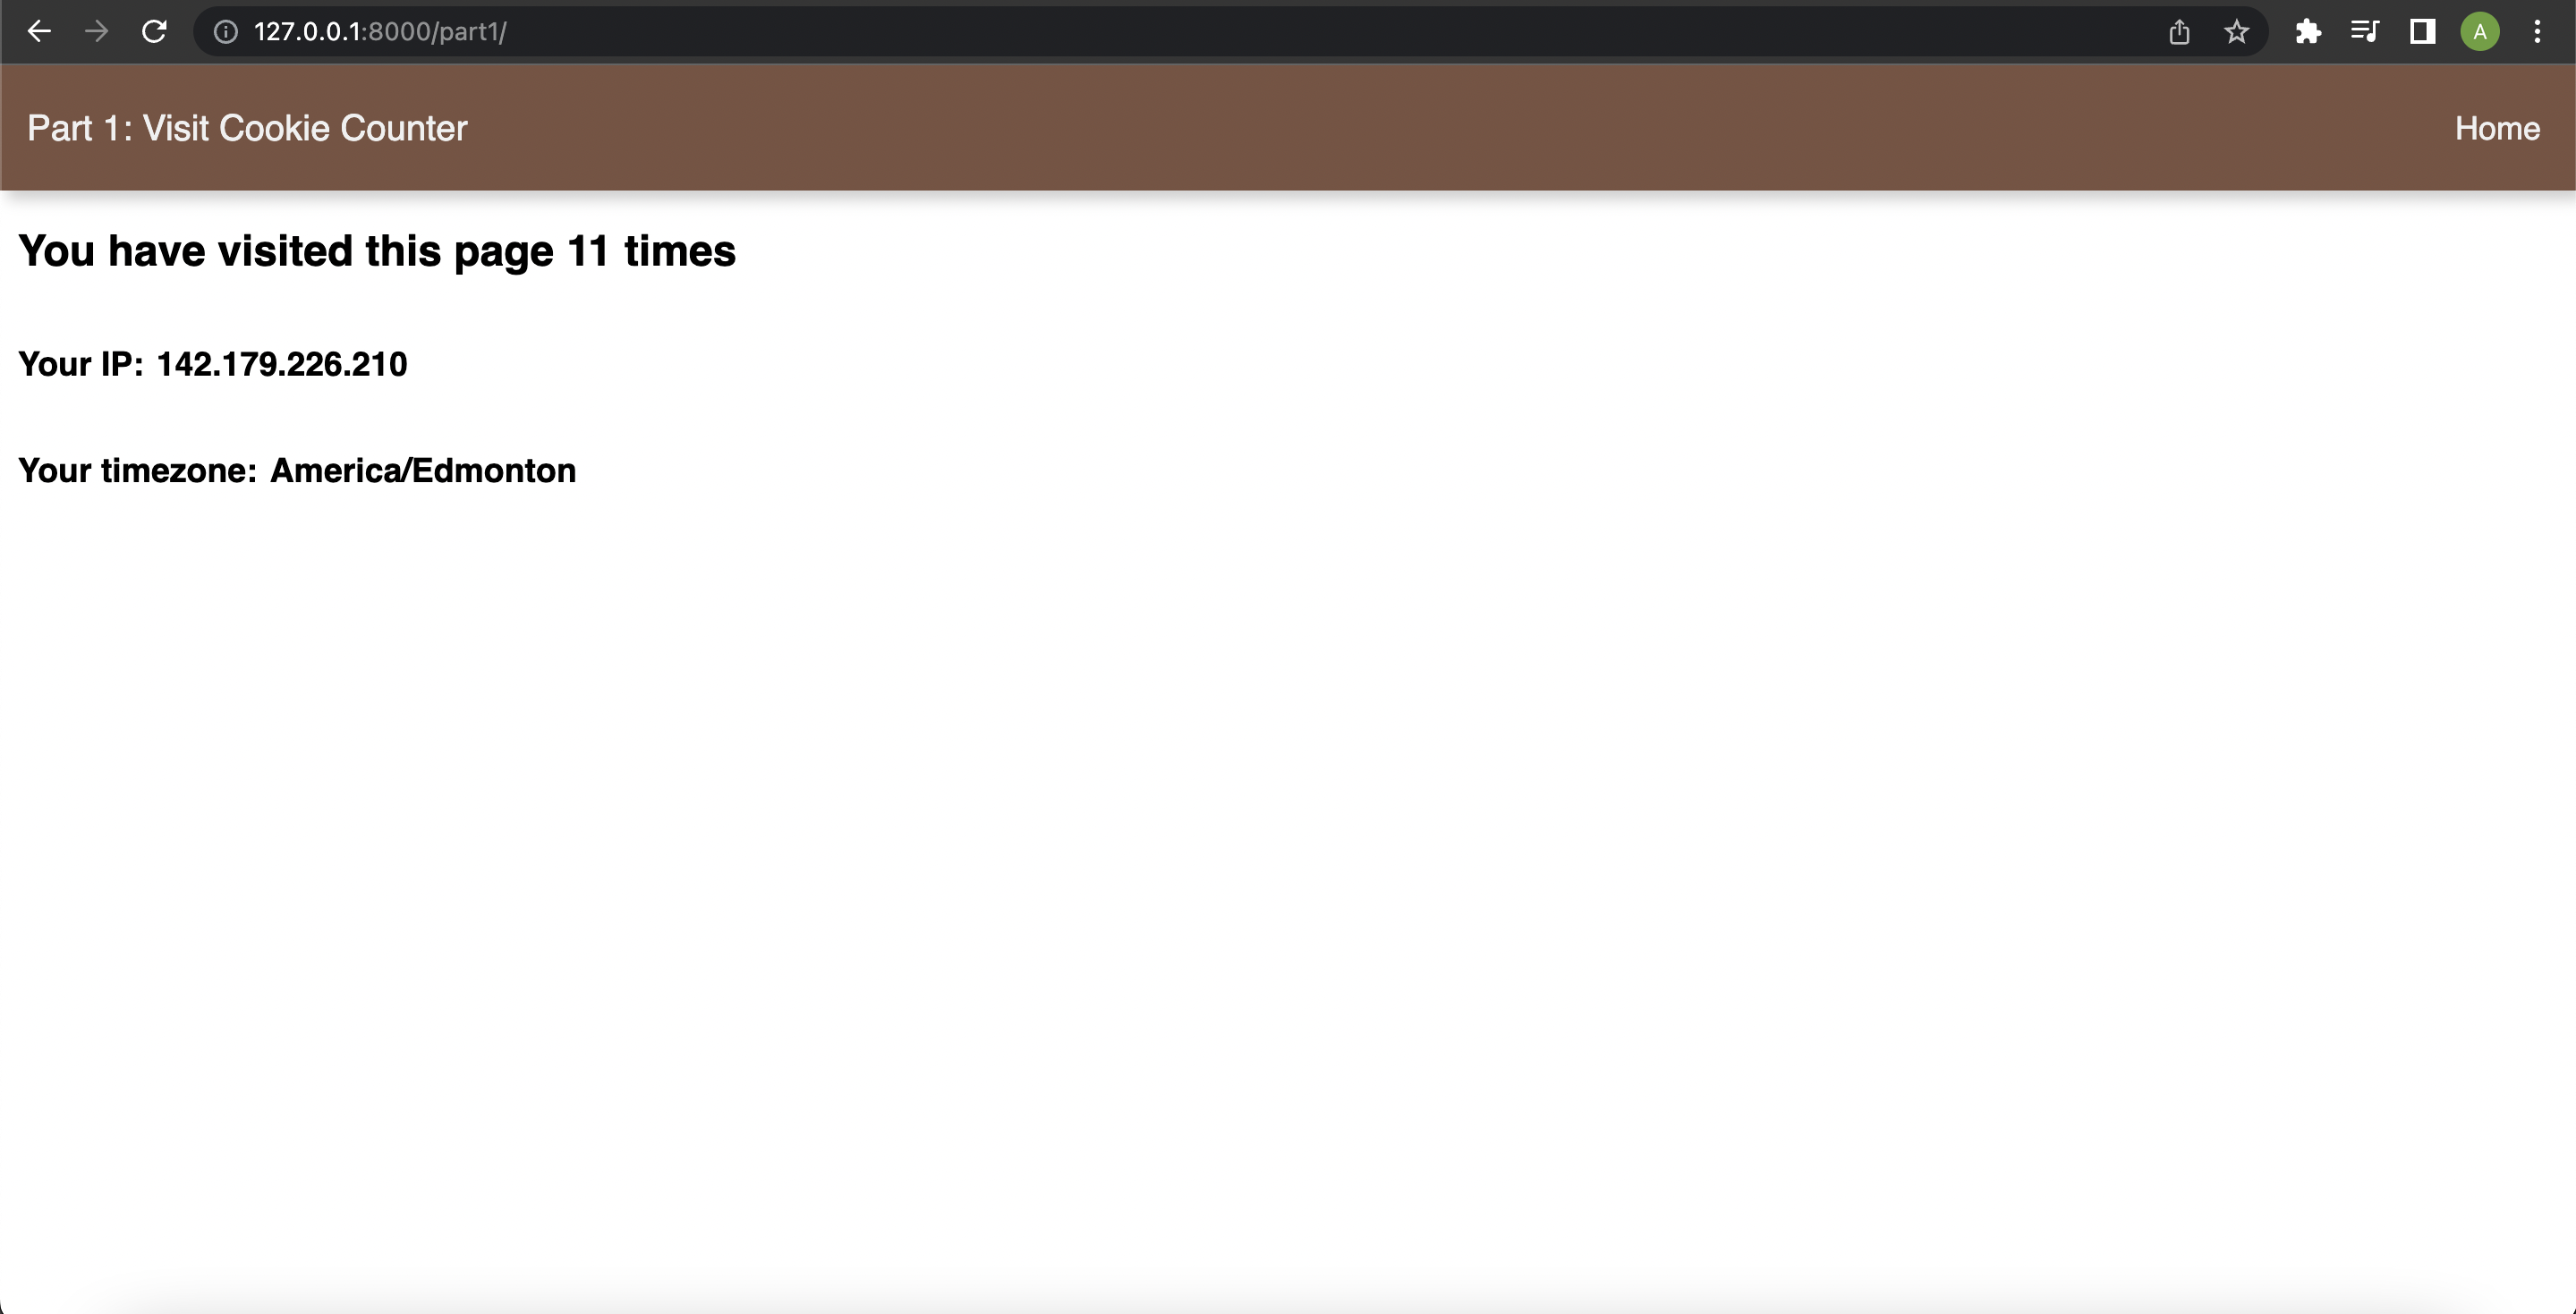 127.0.0.1:8000/part1/
A
Part 1: Visit Cookie Counter
Home
You have visited this page 11 times
Your IP: 142.179.226.210
Your timezone: America/Edmonton